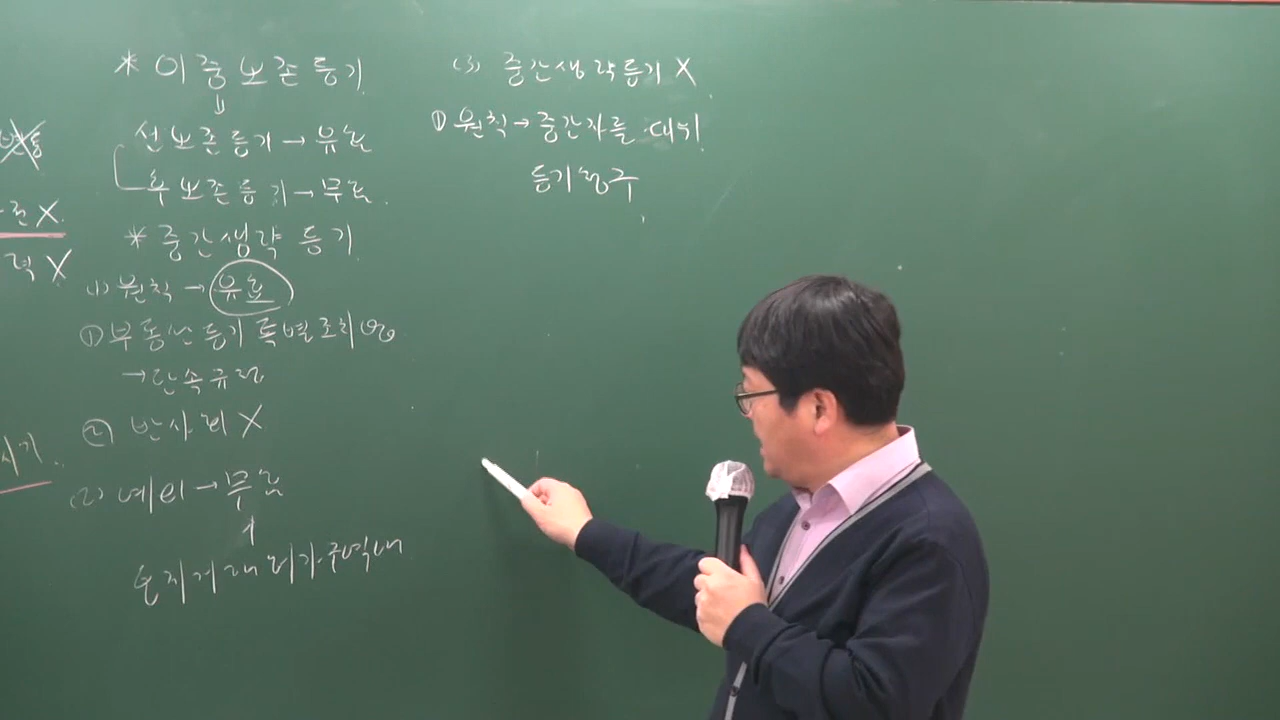 * 이중보존등기
⇓
선보존등기 → 유효
후보존등기 → 무효
* 중간생략 등기
(1) 원칙 → 유효
① 부동산등기특별조치법
→ 단속규정
② 반사회 X
(2) 예외 → 무효
↑
토지거래허가구역내
(3) 중간생략등기 X
① 원칙 → 중간자를 대위
등기청구
X
X